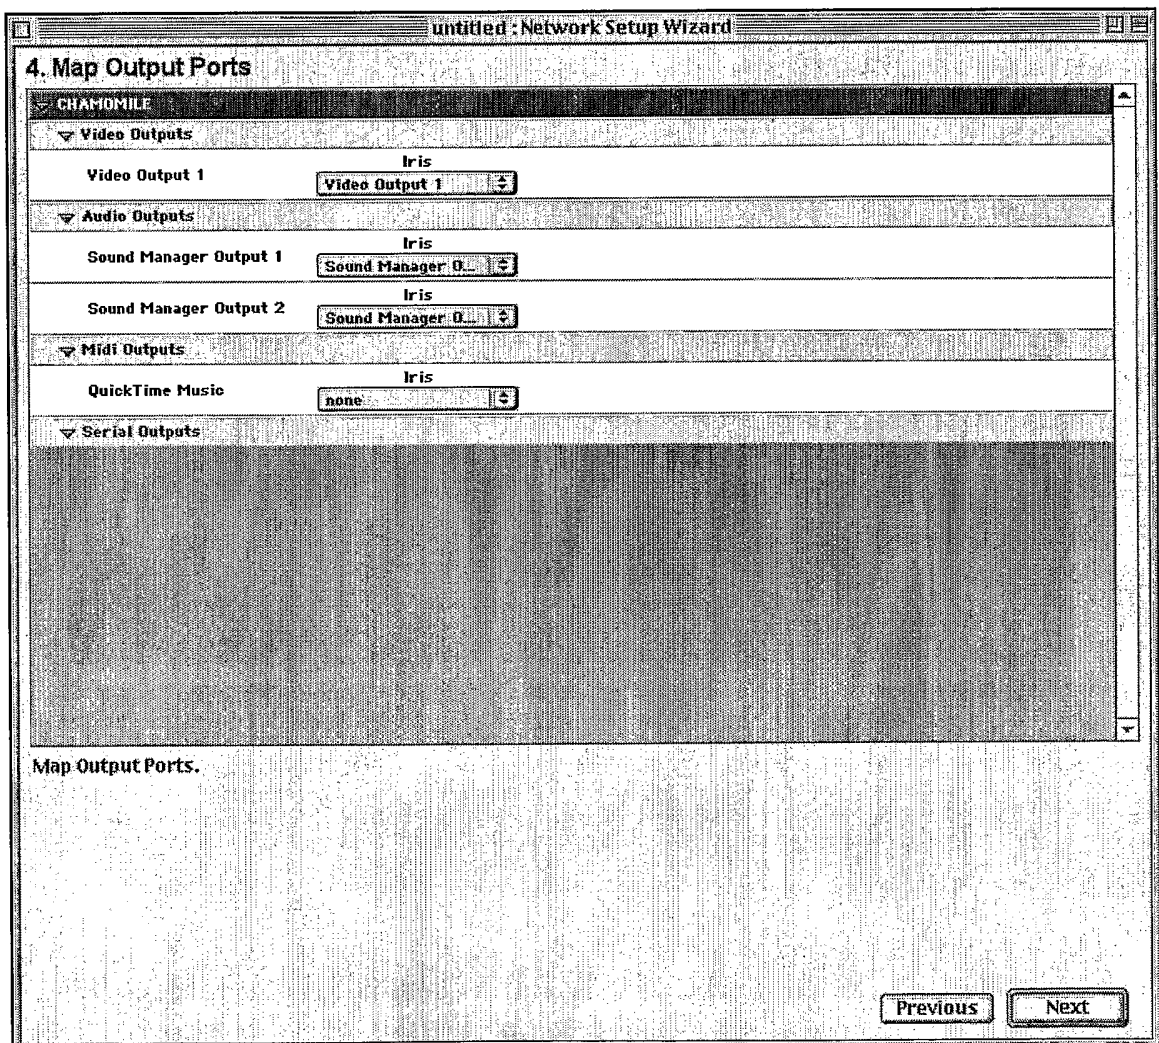 untitled : Network Setup Wizard
4. Map Output Ports
CHAMOMILE
Video Outputs
Iris
Video Output 1
Video Output 1
Audio Outputs
Iris
Sound Manager Output 1
Sound Manager O...
Iris
Sound Manager Output 2
Sound Manager O...
Midi Outputs
Iris
QuickTime Music
none
Serial Outputs
Map Output Ports.
Previous
Next